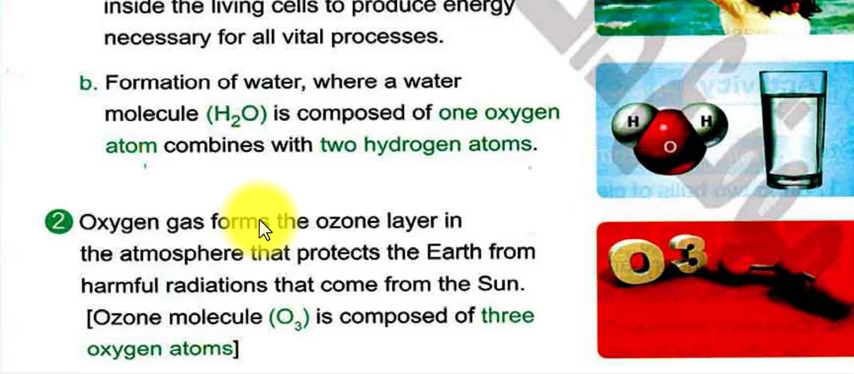 inside the living cells to produce energy
necessary for all vital processes.
b. Formation of water, where a water
molecule (H₂O) is composed of one oxygen
atom combines with two hydrogen atoms.
H H
O
2 Oxygen gas forms the ozone layer in
the atmosphere that protects the Earth from
harmful radiations that come from the Sun.
[Ozone molecule (O₃) is composed of three
oxygen atoms]
O3